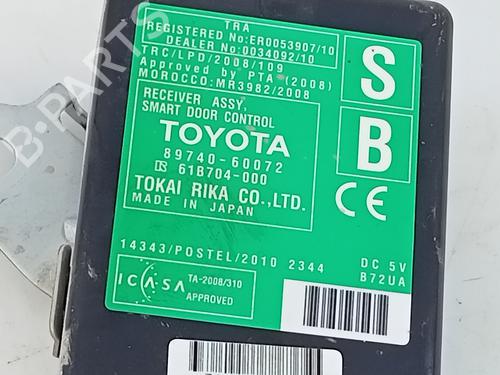 TRA
REGISTERED No:ER0053907/10
DEALER No:0034092/10
TRC/LPD/2008/109
Approved by PTA (2008)
MOROCCO:MR3982/2008
RECEIVER ASSY,
SMART DOOR CONTROL
TOYOTA
89740-60072
61B704-000
TOKAI RIKA CO.,LTD.
MADE IN JAPAN
S
B
CE
14343/POSTEL/2010 2344
DC 5V
B72UA
ICASA
TA-2008/310
APPROVED